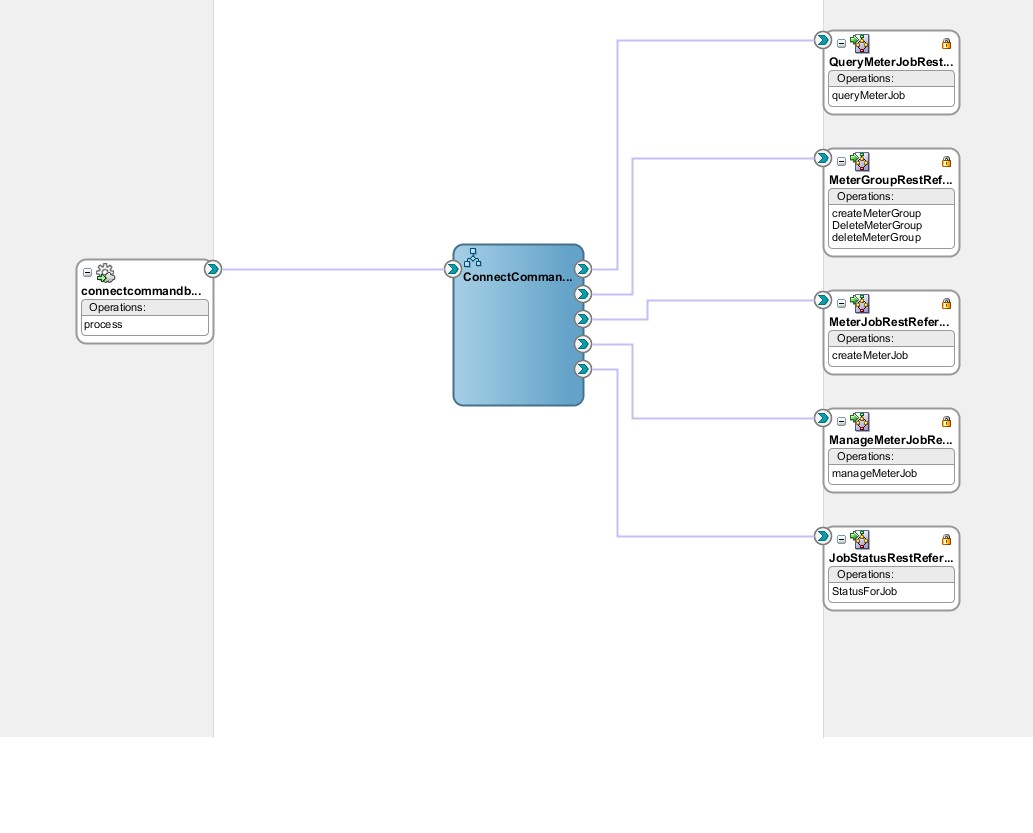 connectcommandb...
Operations:
process
ConnectComman...
QueryMeterJobRest...
Operations:
queryMeterJob
MeterGroupRestRef...
Operations:
createMeterGroup
DeleteMeterGroup
deleteMeterGroup
MeterJobRestRefer...
Operations:
createMeterJob
ManageMeterJobRe...
Operations:
manageMeterJob
JobStatusRestRefer...
Operations:
StatusForJob